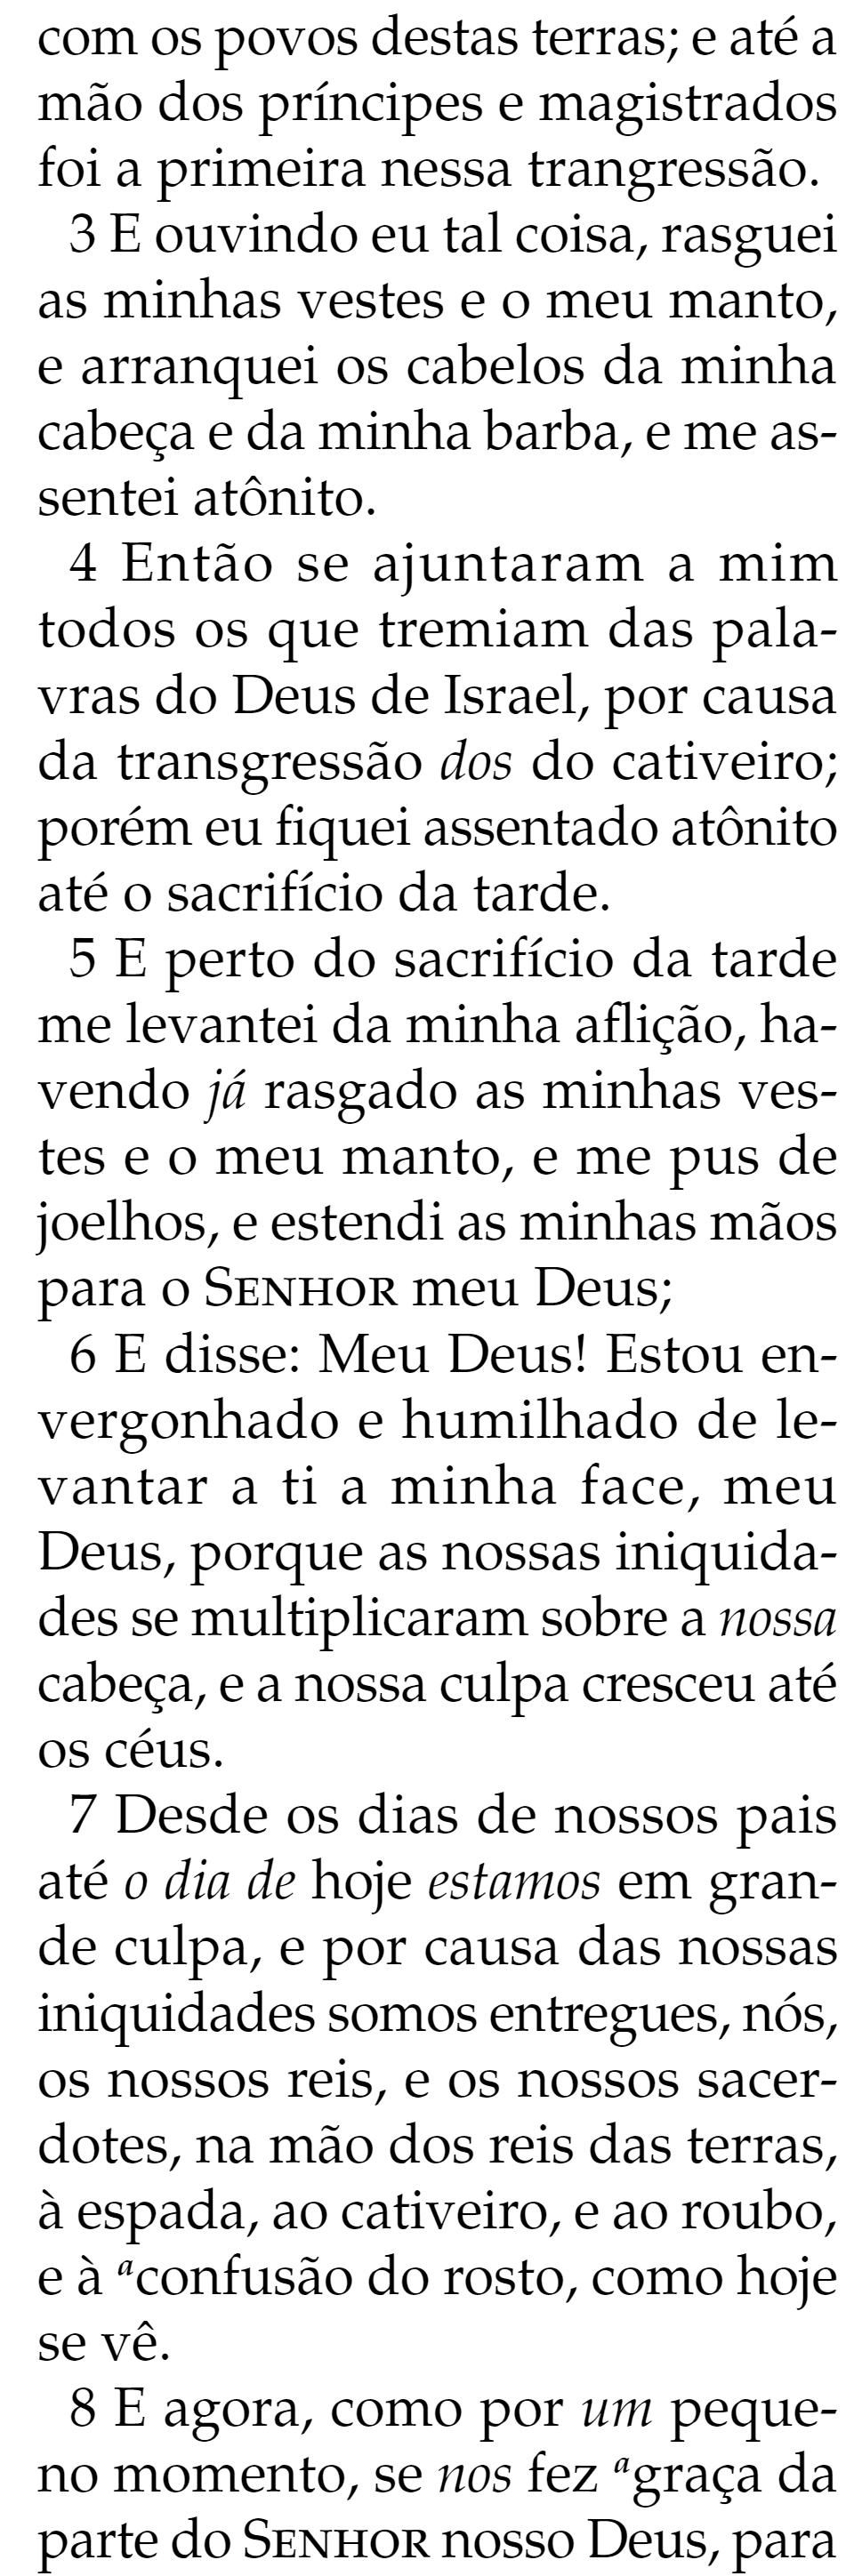 com os povos destas terras; e até a
mão dos príncipes e magistrados
foi a primeira nessa trangressão.
3 E ouvindo eu tal coisa, rasguei
as minhas vestes e o meu manto,
e arranquei os cabelos da minha
cabeça e da minha barba, e me as-
sentei atônito.
4 Então se ajuntaram a mim
todos os que tremiam das pala-
vras do Deus de Israel, por causa
da transgressão dos do cativeiro;
porém eu fiquei assentado atônito
até o sacrifício da tarde.
5 E perto do sacrifício da tarde
me levantei da minha aflição, ha-
vendo já rasgado as minhas ves-
tes e o meu manto, e me pus de
joelhos, e estendi as minhas mãos
para o SENHOR meu Deus;
6 E disse: Meu Deus! Estou en-
vergonhado e humilhado de le-
vantar a ti a minha face, meu
Deus, porque as nossas iniquida-
des se multiplicaram sobre a nossa
cabeça, e a nossa culpa cresceu até
os céus.
7 Desde os dias de nossos pais
até o dia de hoje estamos em gran-
de culpa, e por causa das nossas
iniquidades somos entregues, nós,
os nossos reis, e os nossos sacer-
dotes, na mão dos reis das terras,
à espada, ao cativeiro, e ao roubo,
e à ᵃconfusão do rosto, como hoje
se vê.
8 E agora, como por um peque-
no momento, se nos fez ᵃgraça da
parte do SENHOR nosso Deus, para